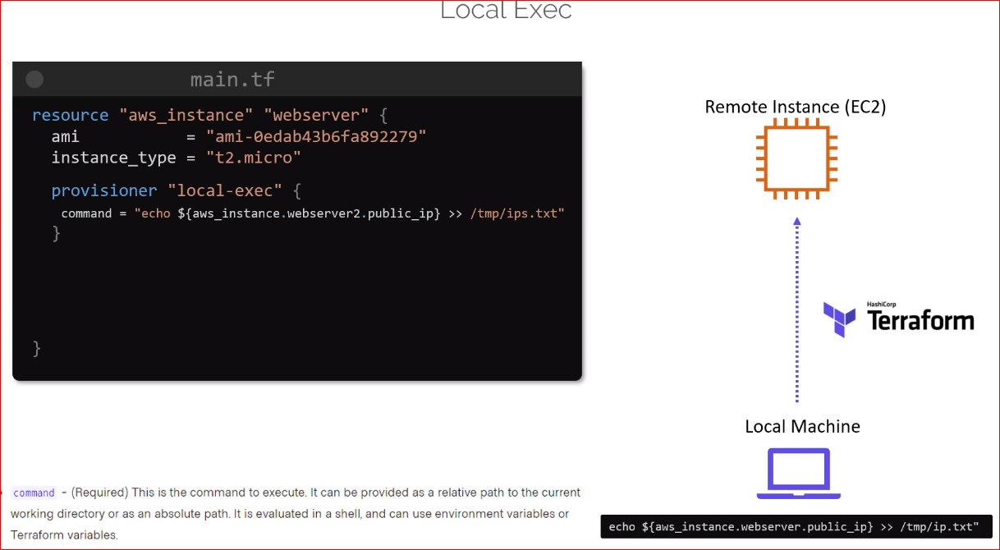 Local Exec
main.tf
resource "aws_instance" "webserver" {
ami = "ami-0edab43b6fa892279"
instance_type = "t2.micro"
provisioner "local-exec" {
command = "echo ${aws_instance.webserver2.public_ip} >> /tmp/ips.txt"
}
}
command - (Required) This is the command to execute. It can be provided as a relative path to the current
working directory or as an absolute path. It is evaluated in a shell, and can use environment variables or
Terraform variables.
Remote Instance (EC2)
HashiCorp
Terraform
Local Machine
echo ${aws_instance.webserver.public_ip} >> /tmp/ip.txt"